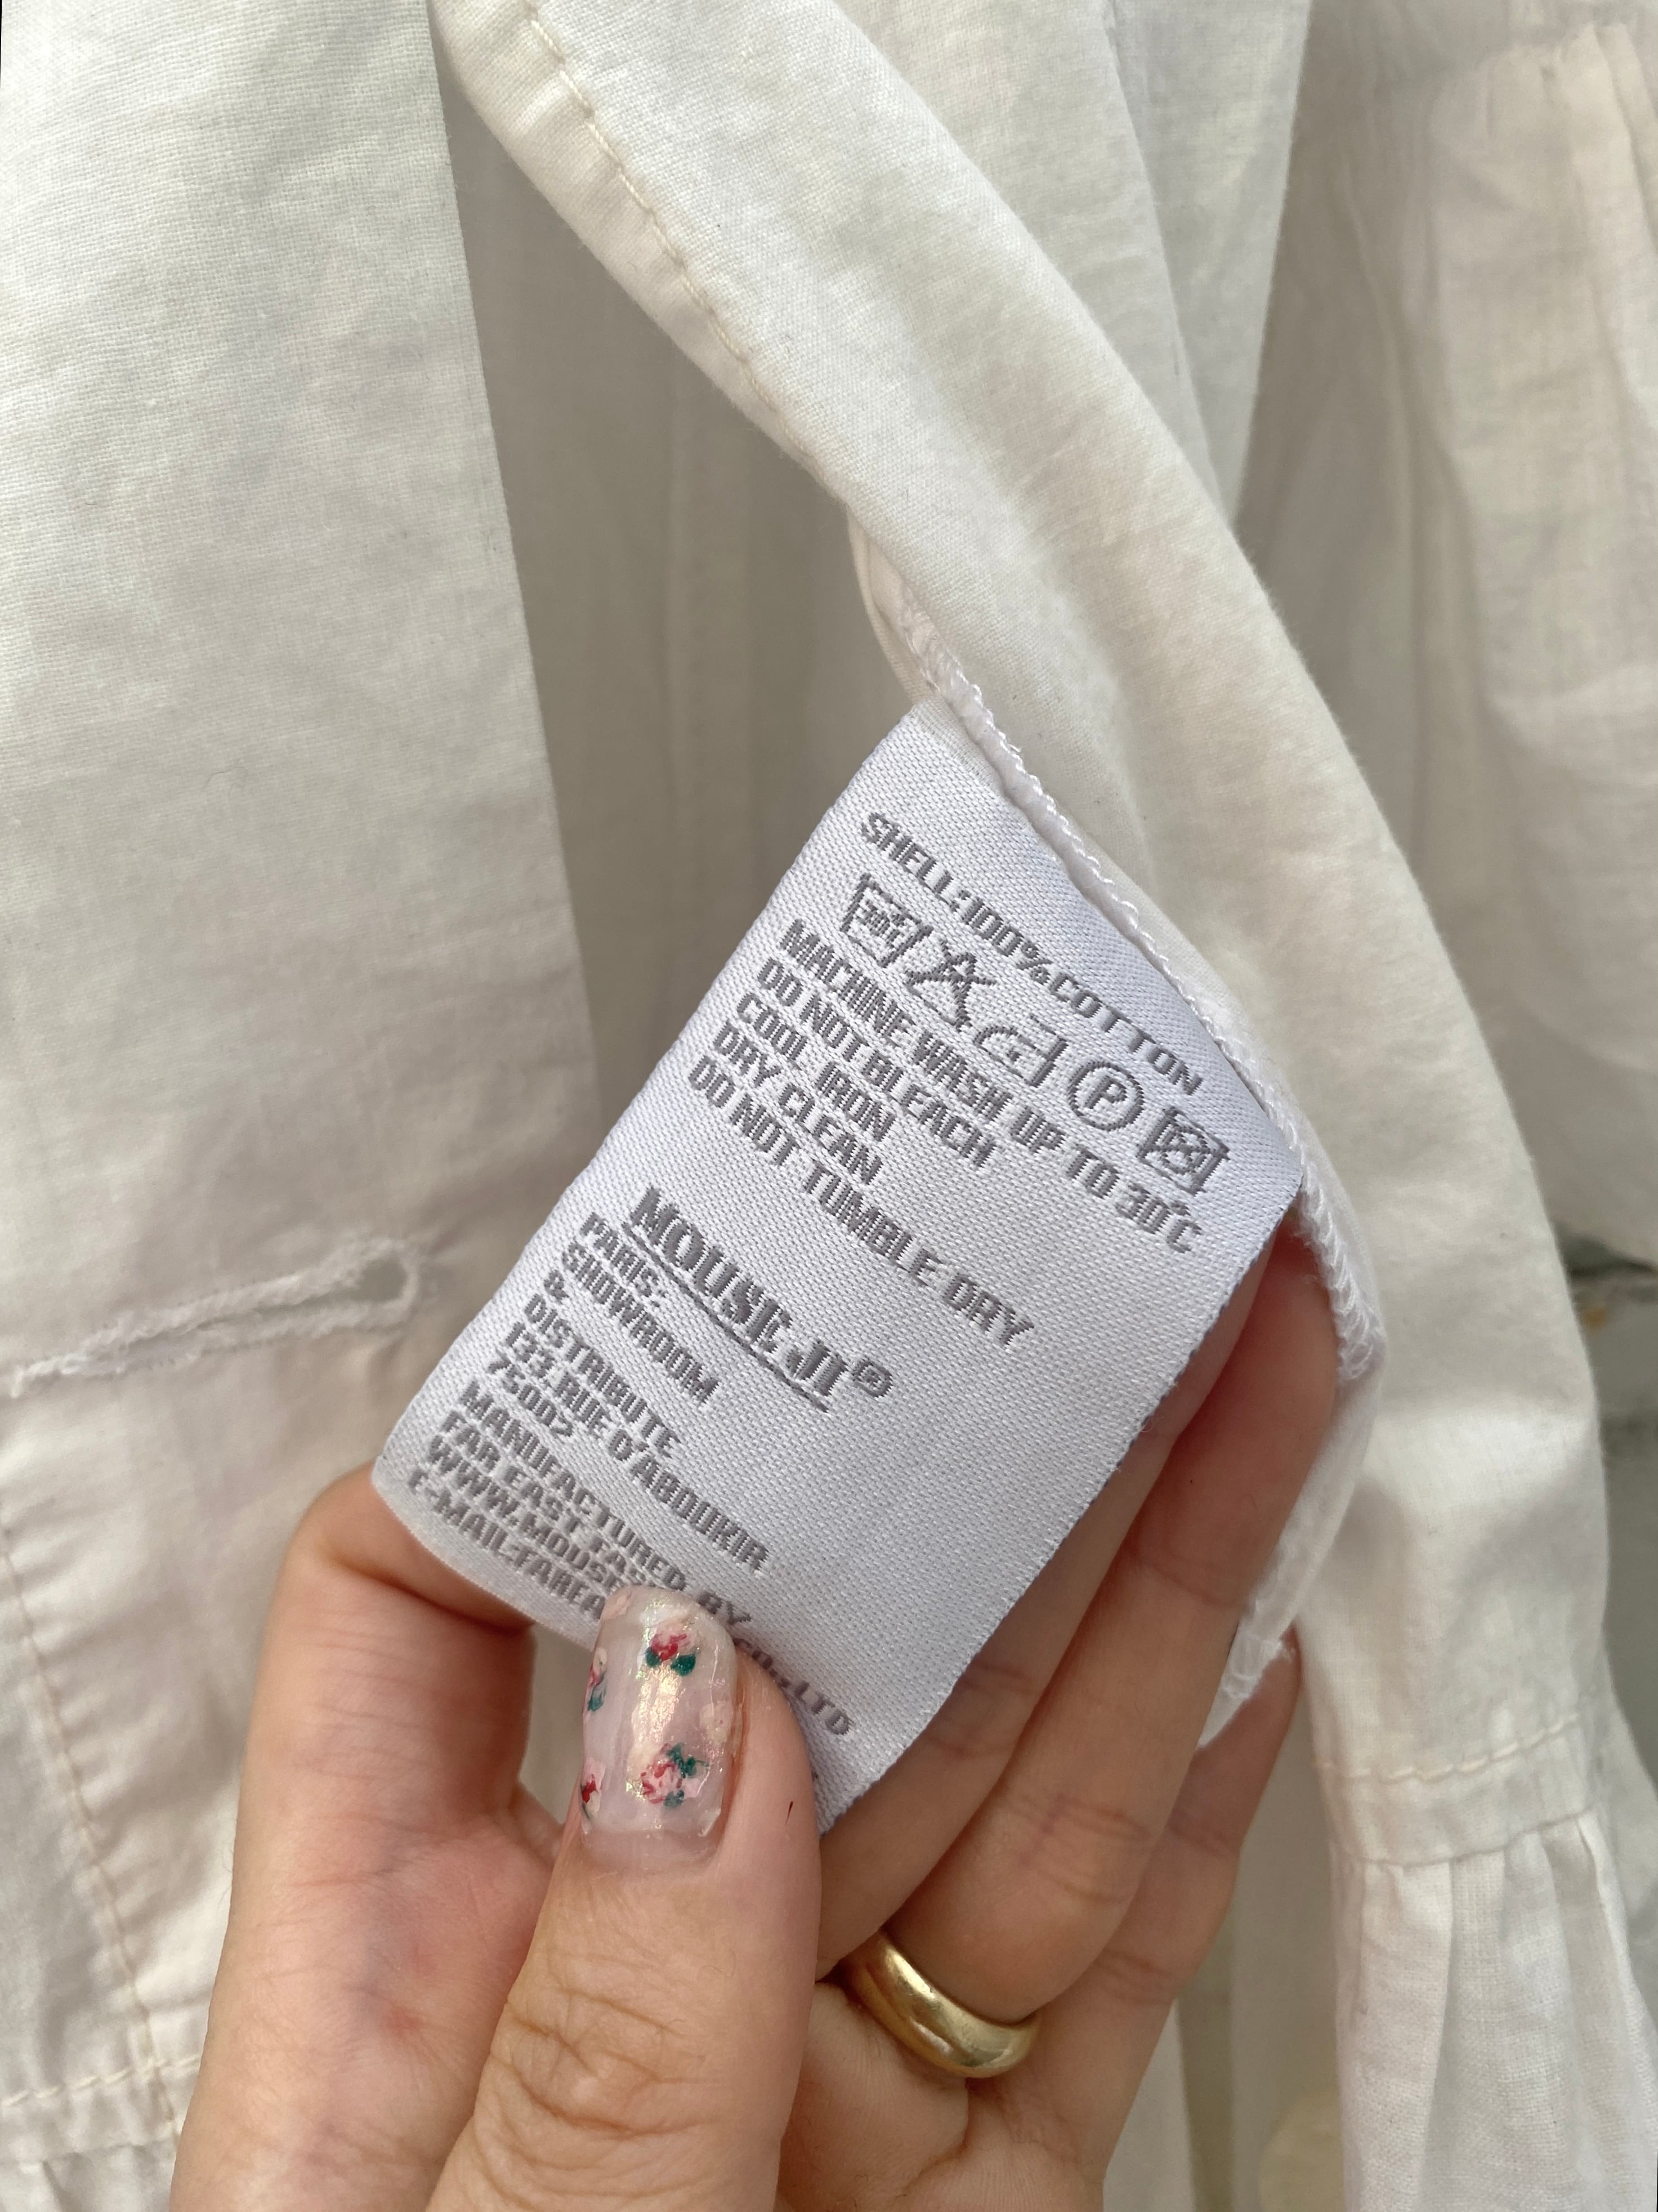 SHELL:100%COTTON
P
MACHINE WASH UP TO 30°C
DO NOT BLEACH
COOL IRON
DRY CLEAN
DO NOT TUMBLE DRY
MOUSE JI®
PARIS:
SHOWROOM
&
DISTRIBUTE
133.RUE D'ABOUKIR
75002
MANUFACTURED BY
FAR EAST CO.,LTD
WWW.MOUSE
E-MAIL:FAREA